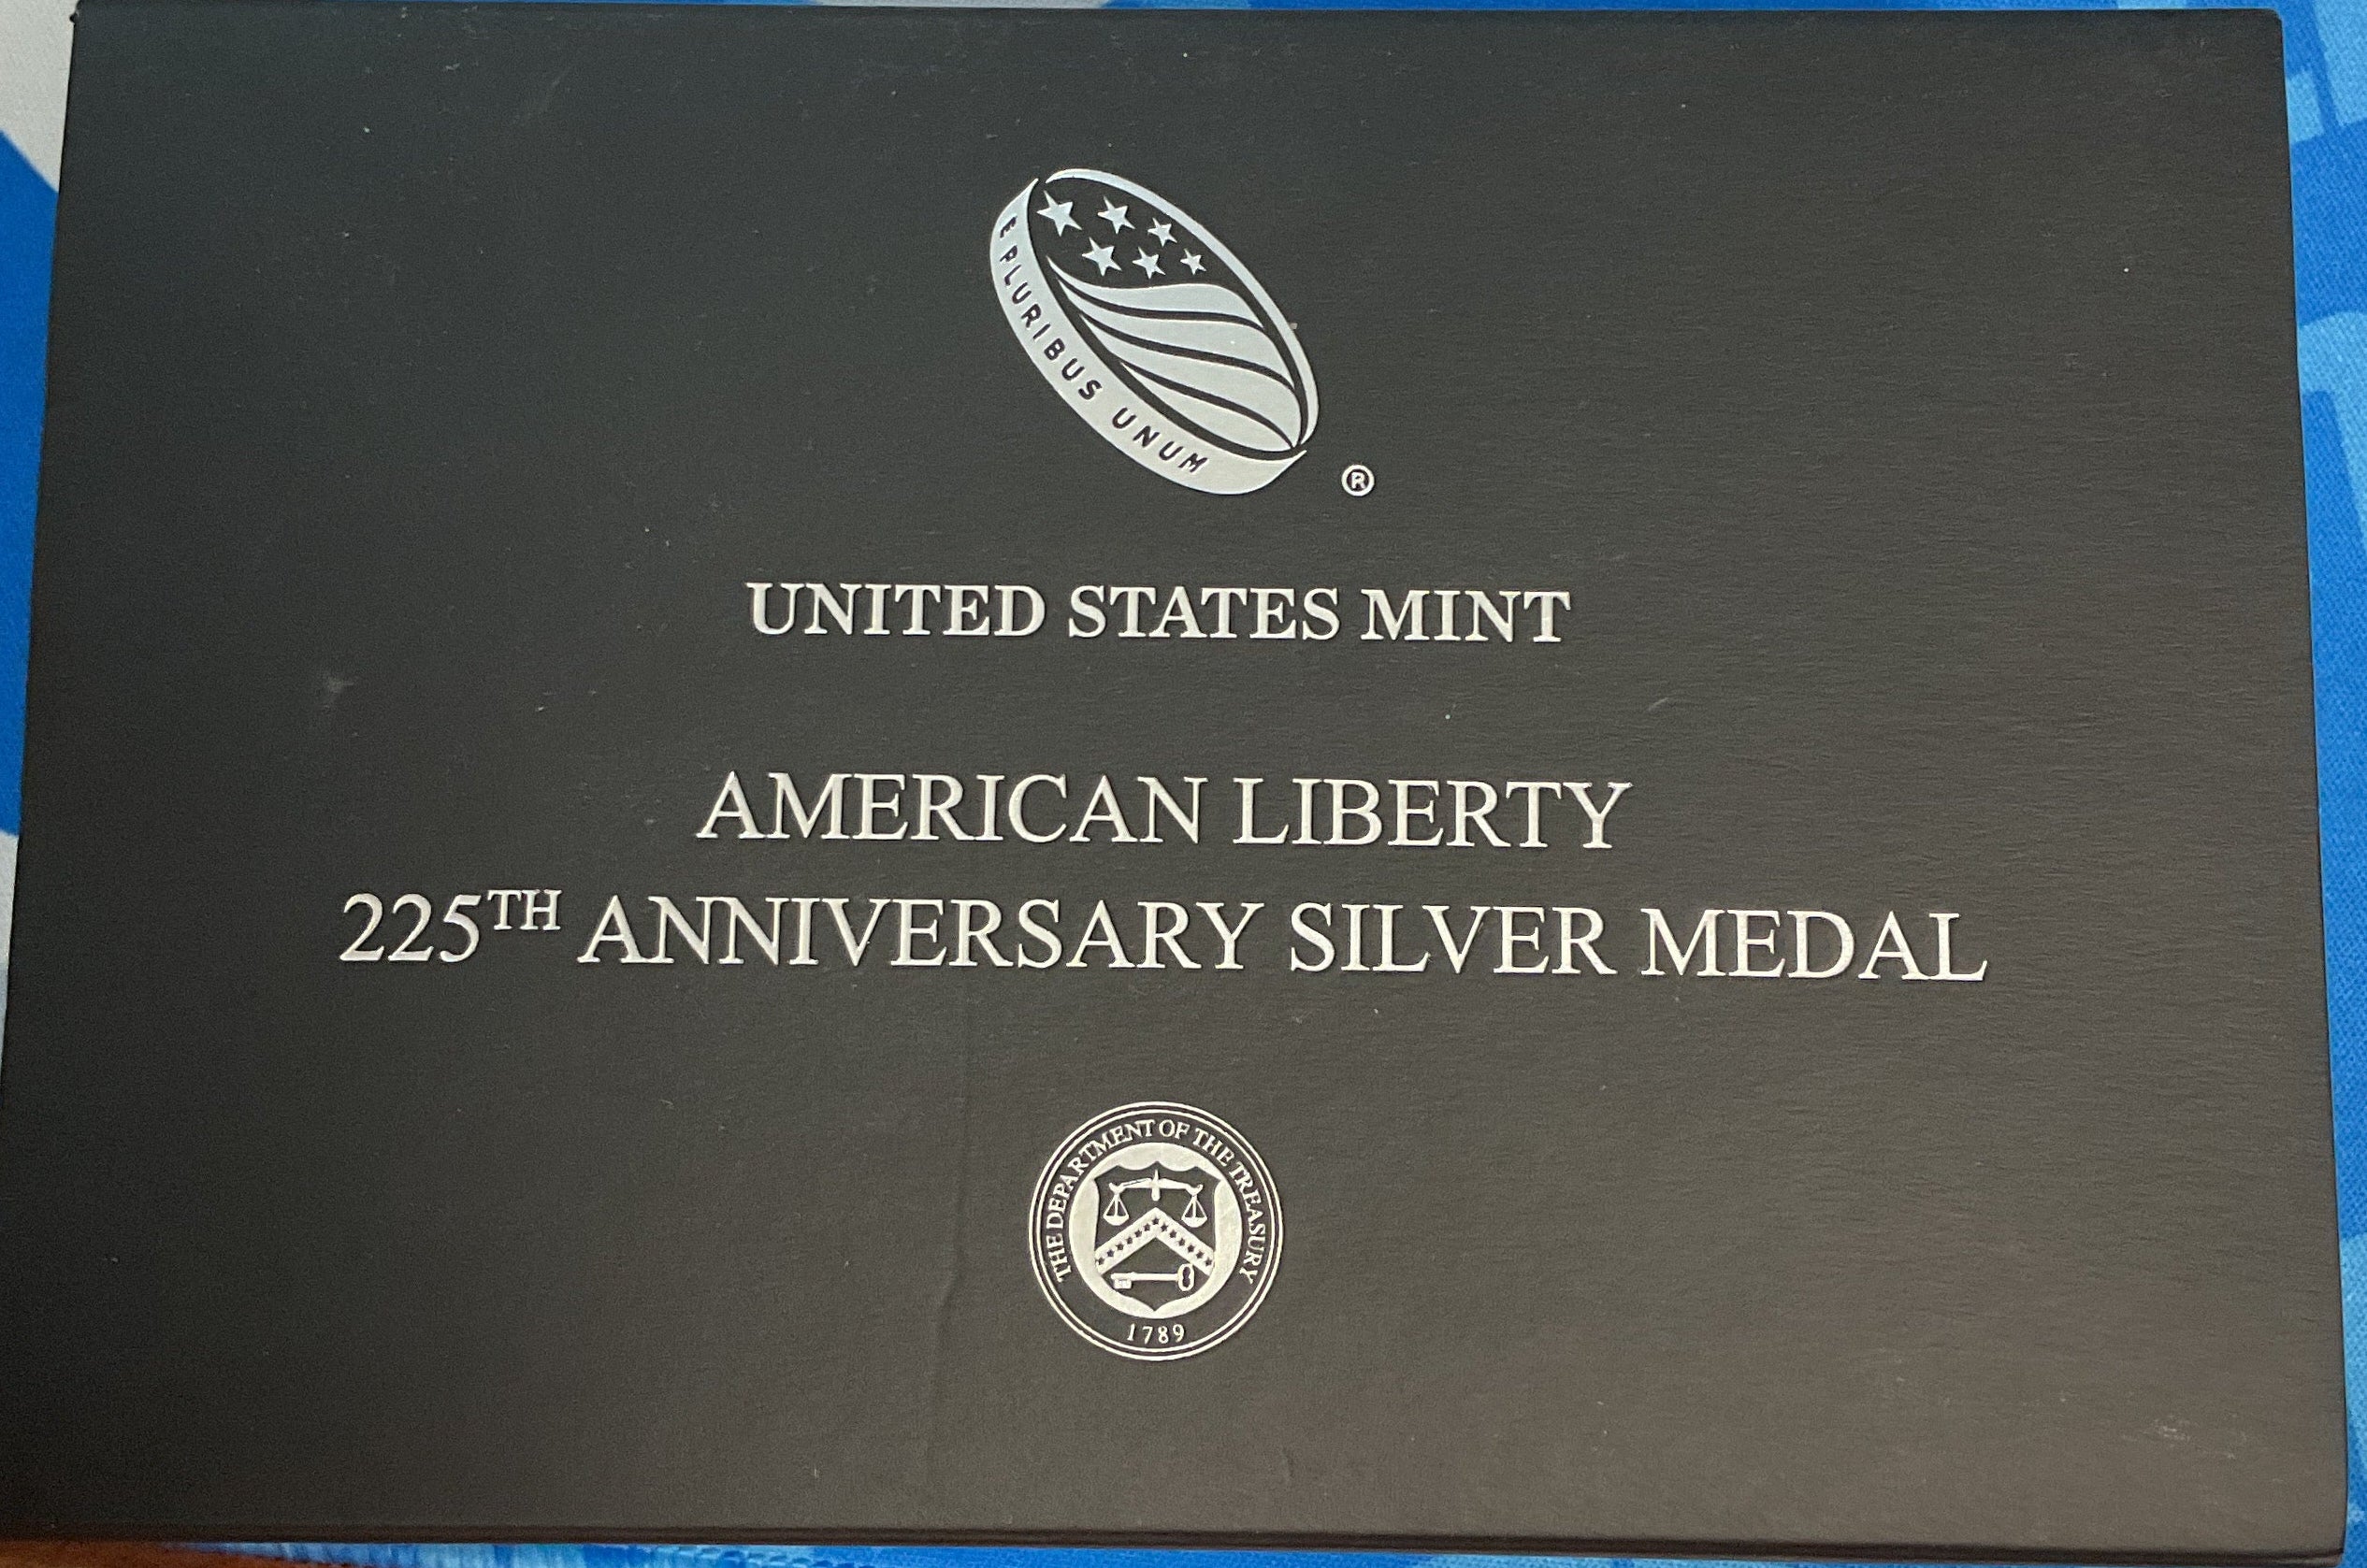 E PLURIBUS UNUM
®
UNITED STATES MINT
AMERICAN LIBERTY
225TH ANNIVERSARY SILVER MEDAL
THE DEPARTMENT OF THE TREASURY
1789